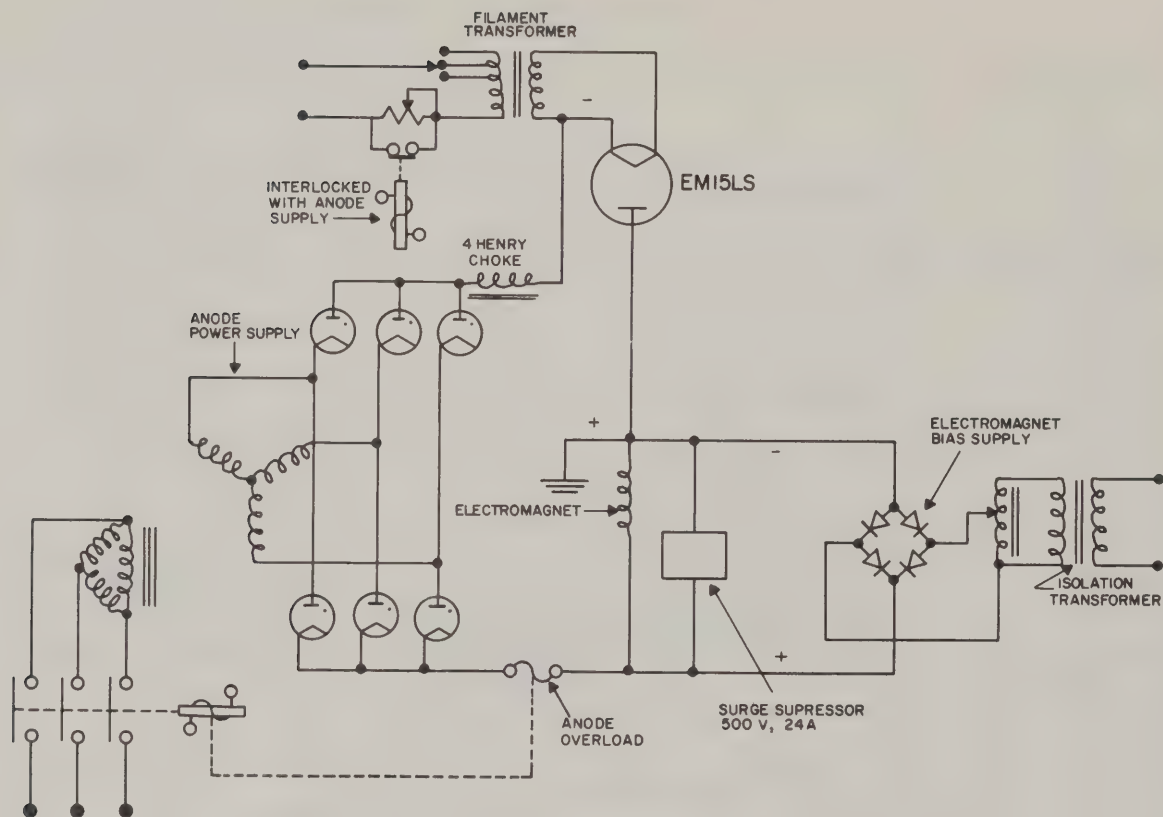 FILAMENT
TRANSFORMER
-
EM15LS
INTERLOCKED
WITH ANODE
SUPPLY
4 HENRY
CHOKE
ANODE
POWER SUPPLY
+
-
ELECTROMAGNET
BIAS SUPPLY
ELECTROMAGNET
ISOLATION
TRANSFORMER
+
ANODE
OVERLOAD
SURGE SUPRESSOR
500 V, 24A